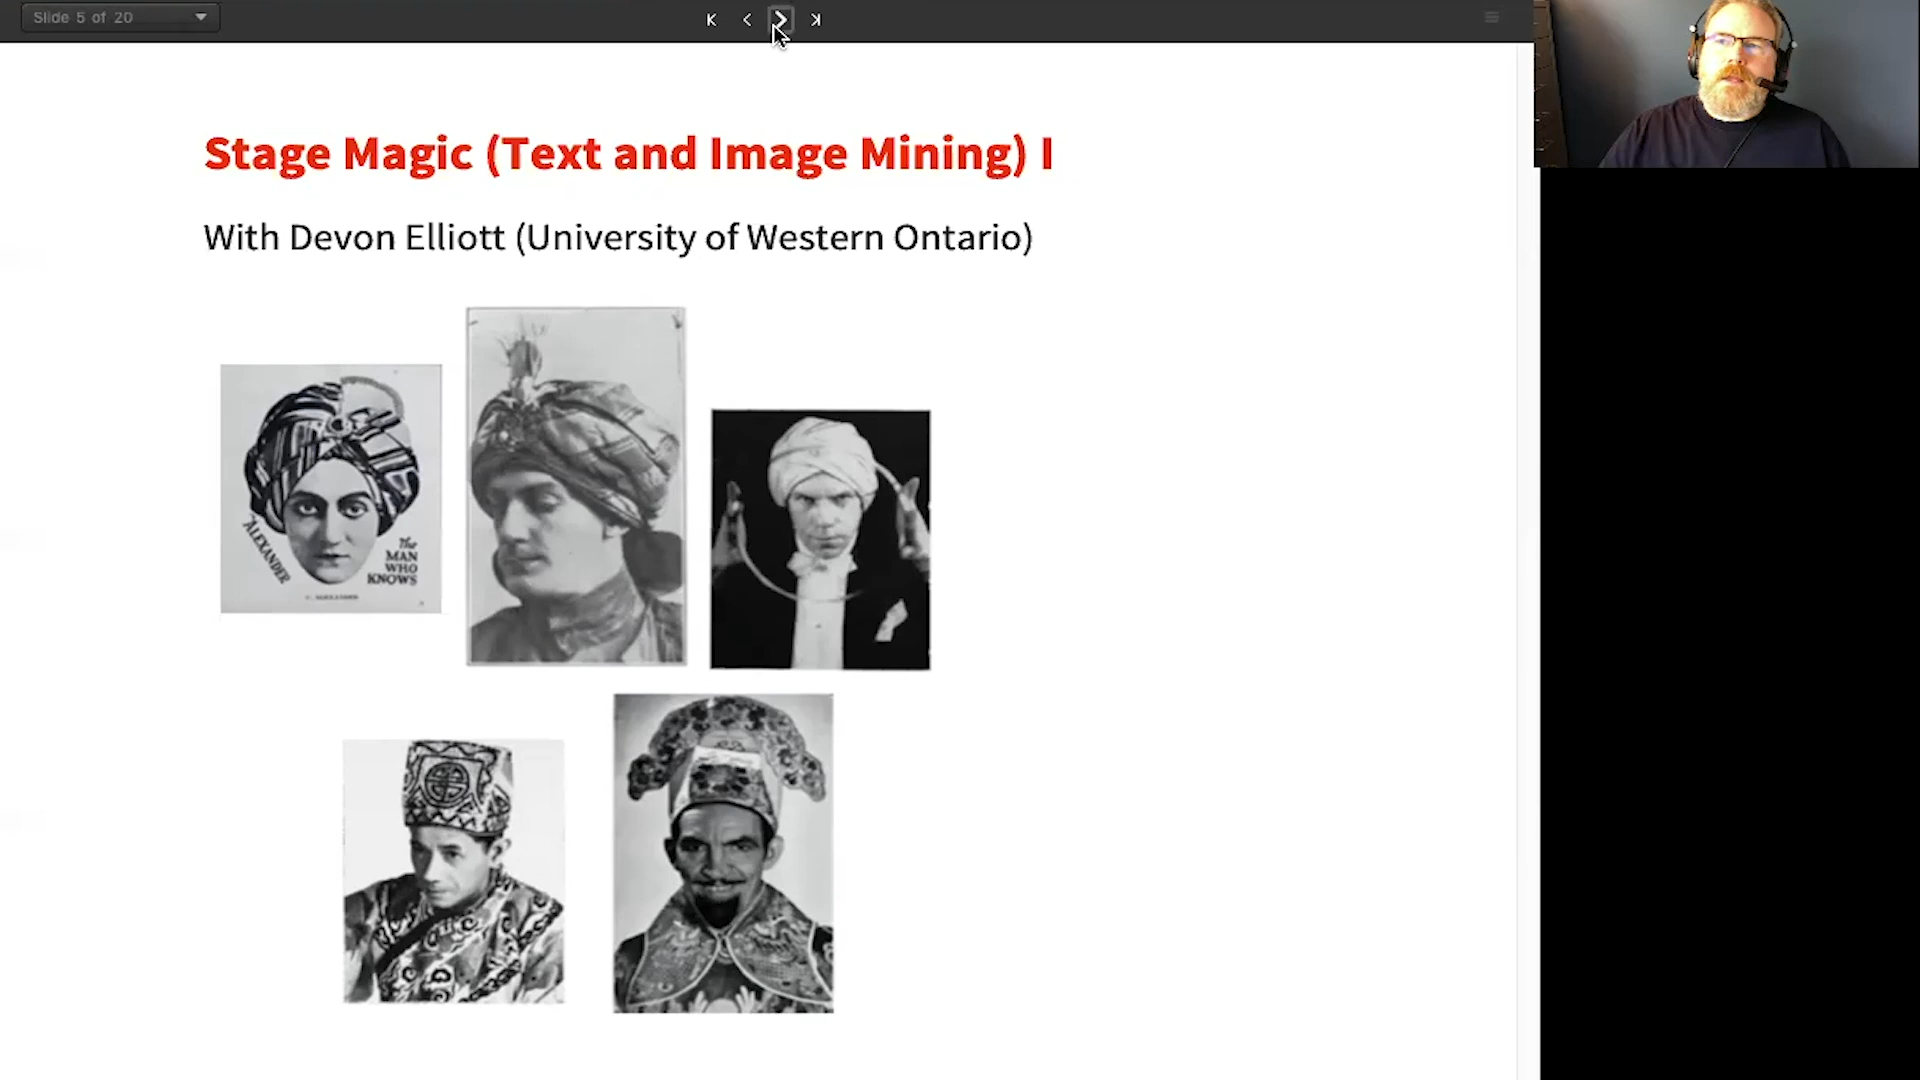 Slide 5 of 20
Stage Magic (Text and Image Mining) I
With Devon Elliott (University of Western Ontario)
ALEXANDER
The
MAN
WHO
KNOWS